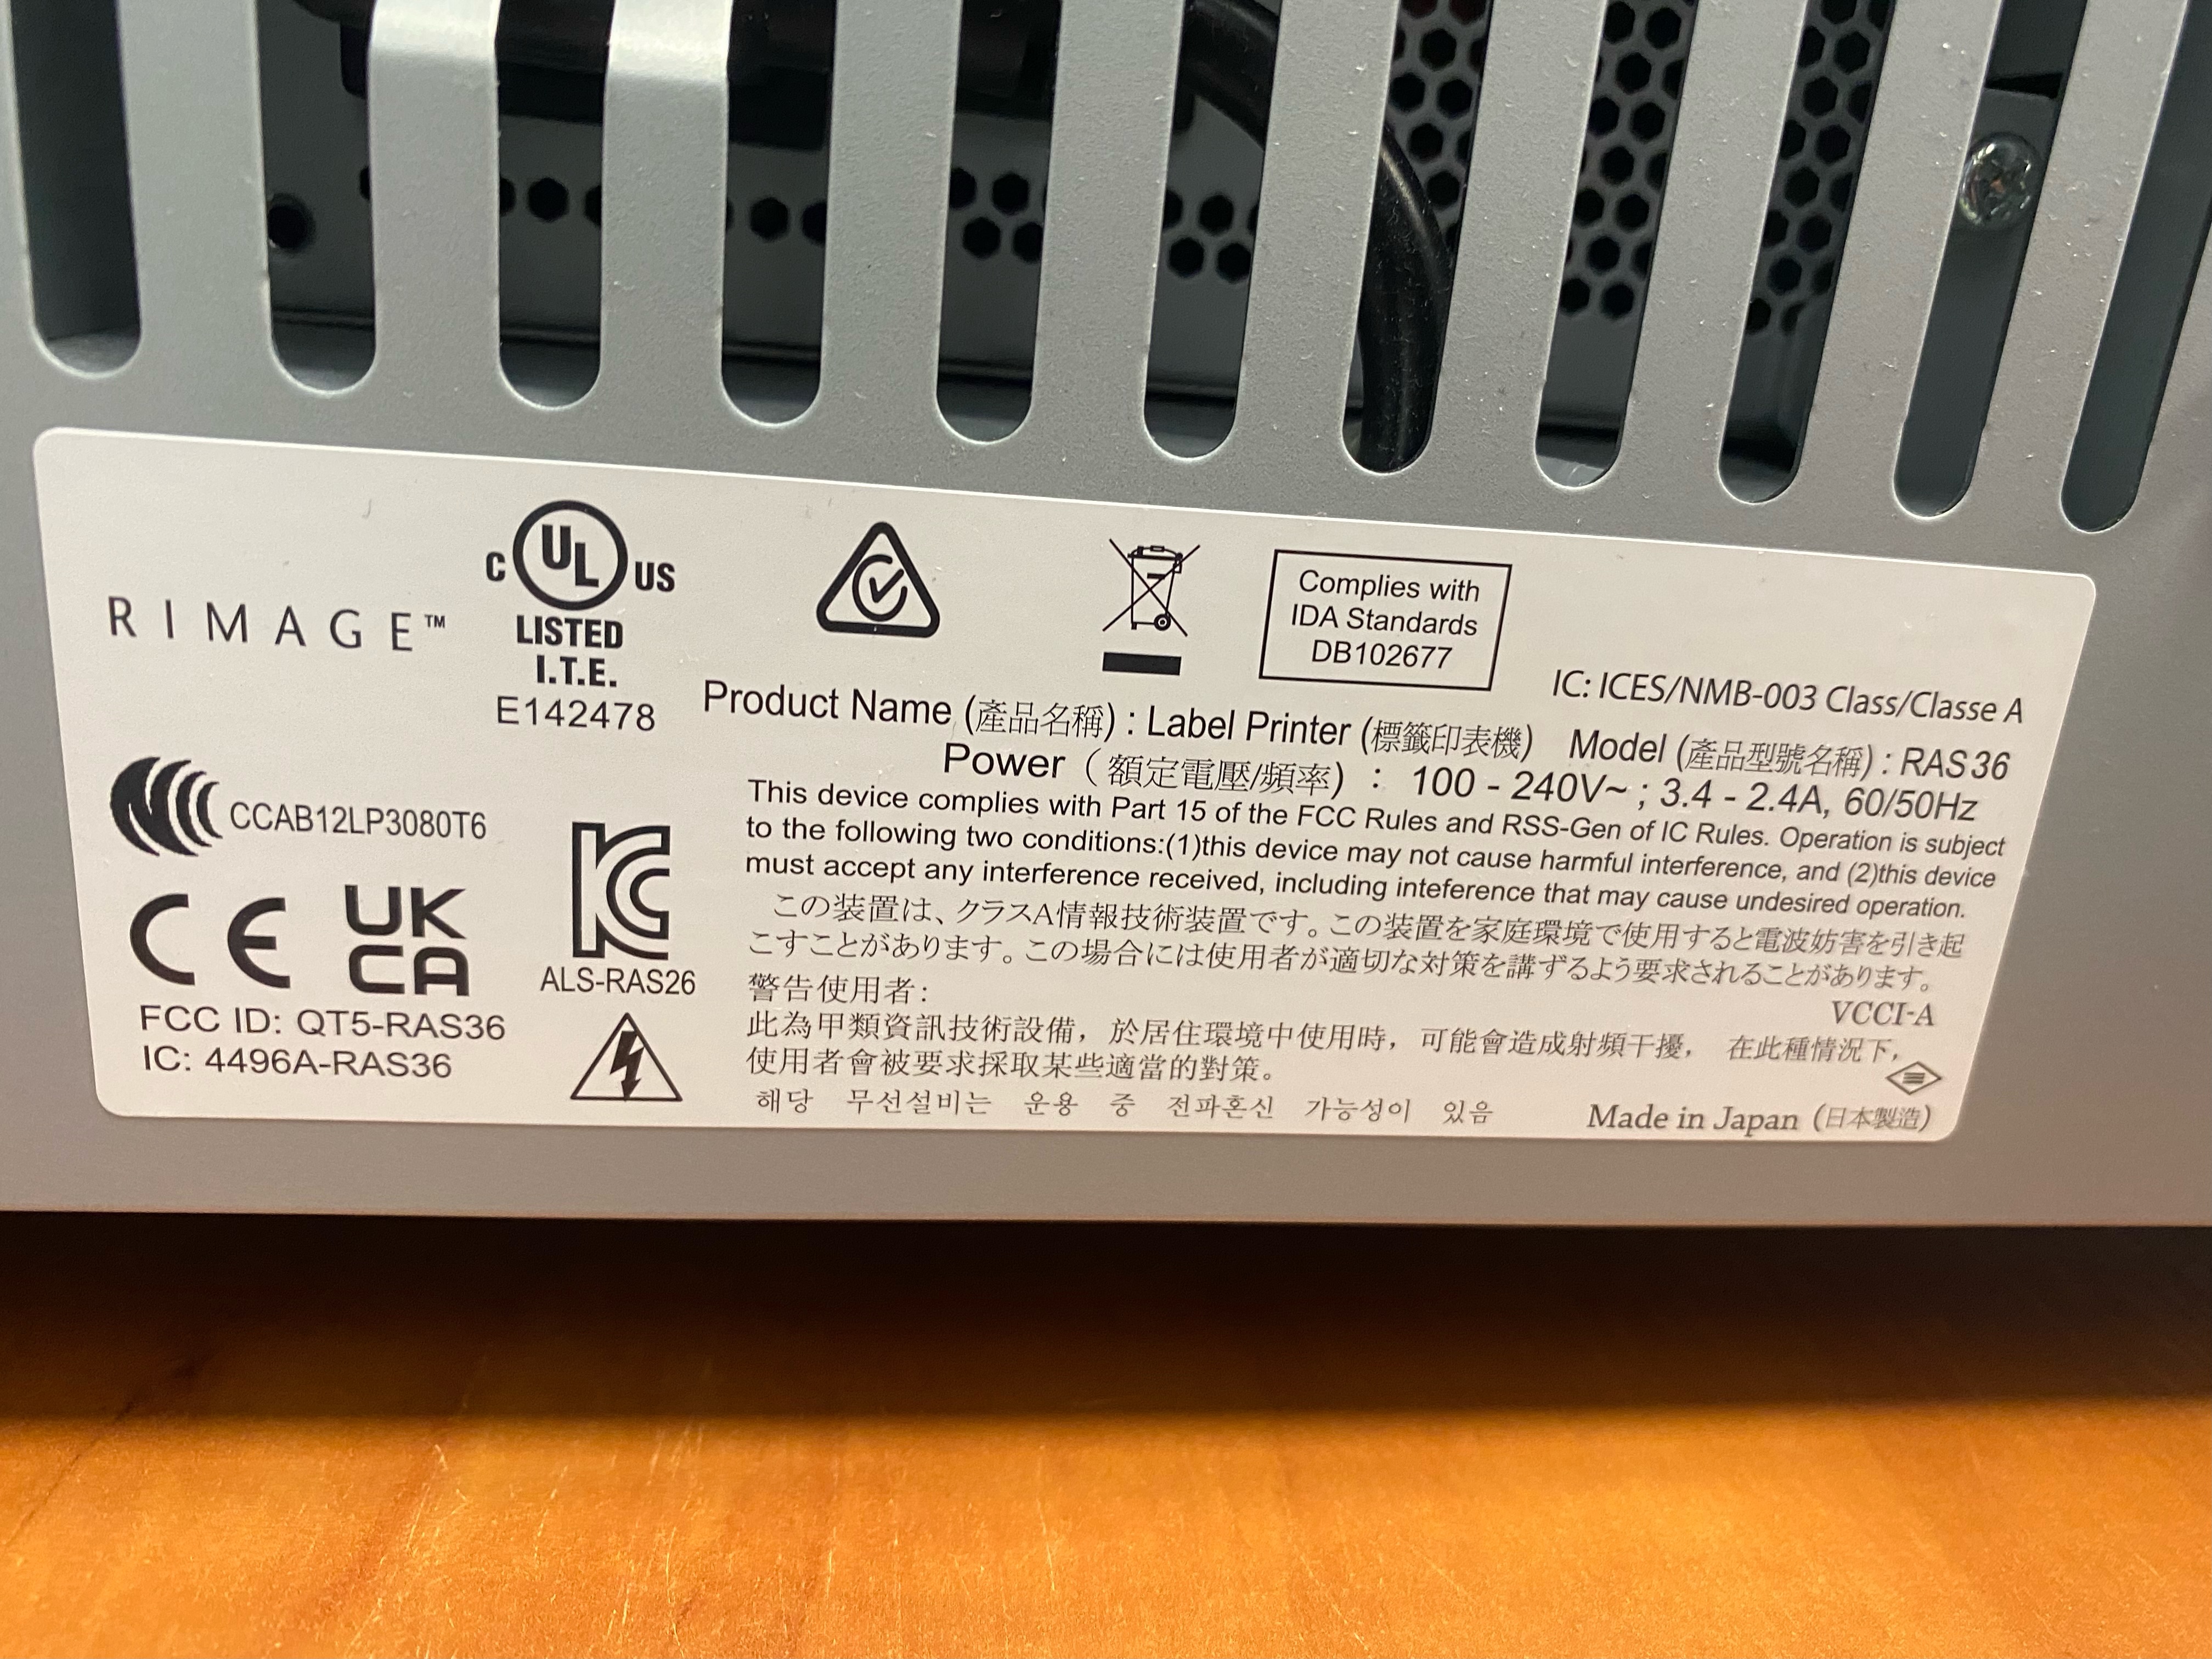 RIMAGE™
C UL US
LISTED
I.T.E.
E142478
Complies with
IDA Standards
DB102677
IC: ICES/NMB-003 Class/Classe A
Product Name (產品名稱) : Label Printer (標籤印表機) Model (產品型號名稱) : RAS36
Power ( 額定電壓/頻率) : 100 - 240V~ ; 3.4 - 2.4A, 60/50Hz
CCAB12LP3080T6
This device complies with Part 15 of the FCC Rules and RSS-Gen of IC Rules. Operation is subject
to the following two conditions:(1)this device may not cause harmful interference, and (2)this device
must accept any interference received, including inteference that may cause undesired operation.
この装置は、クラスA情報技術装置です。この装置を家庭環境で使用すると電波妨害を引き起
こすことがあります。この場合には使用者が適切な対策を講ずるよう要求されることがあります。
VCCI-A
CE
UK
CA
KC
ALS-RAS26
FCC ID: QT5-RAS36
IC: 4496A-RAS36
警告使用者:
此為甲類資訊技術設備，於居住環境中使用時，可能會造成射頻干擾， 在此種情況下，
使用者會被要求採取某些適當的對策。
해당 무선설비는 운용 중 전파혼신 가능성이 있음
Made in Japan (日本製造)